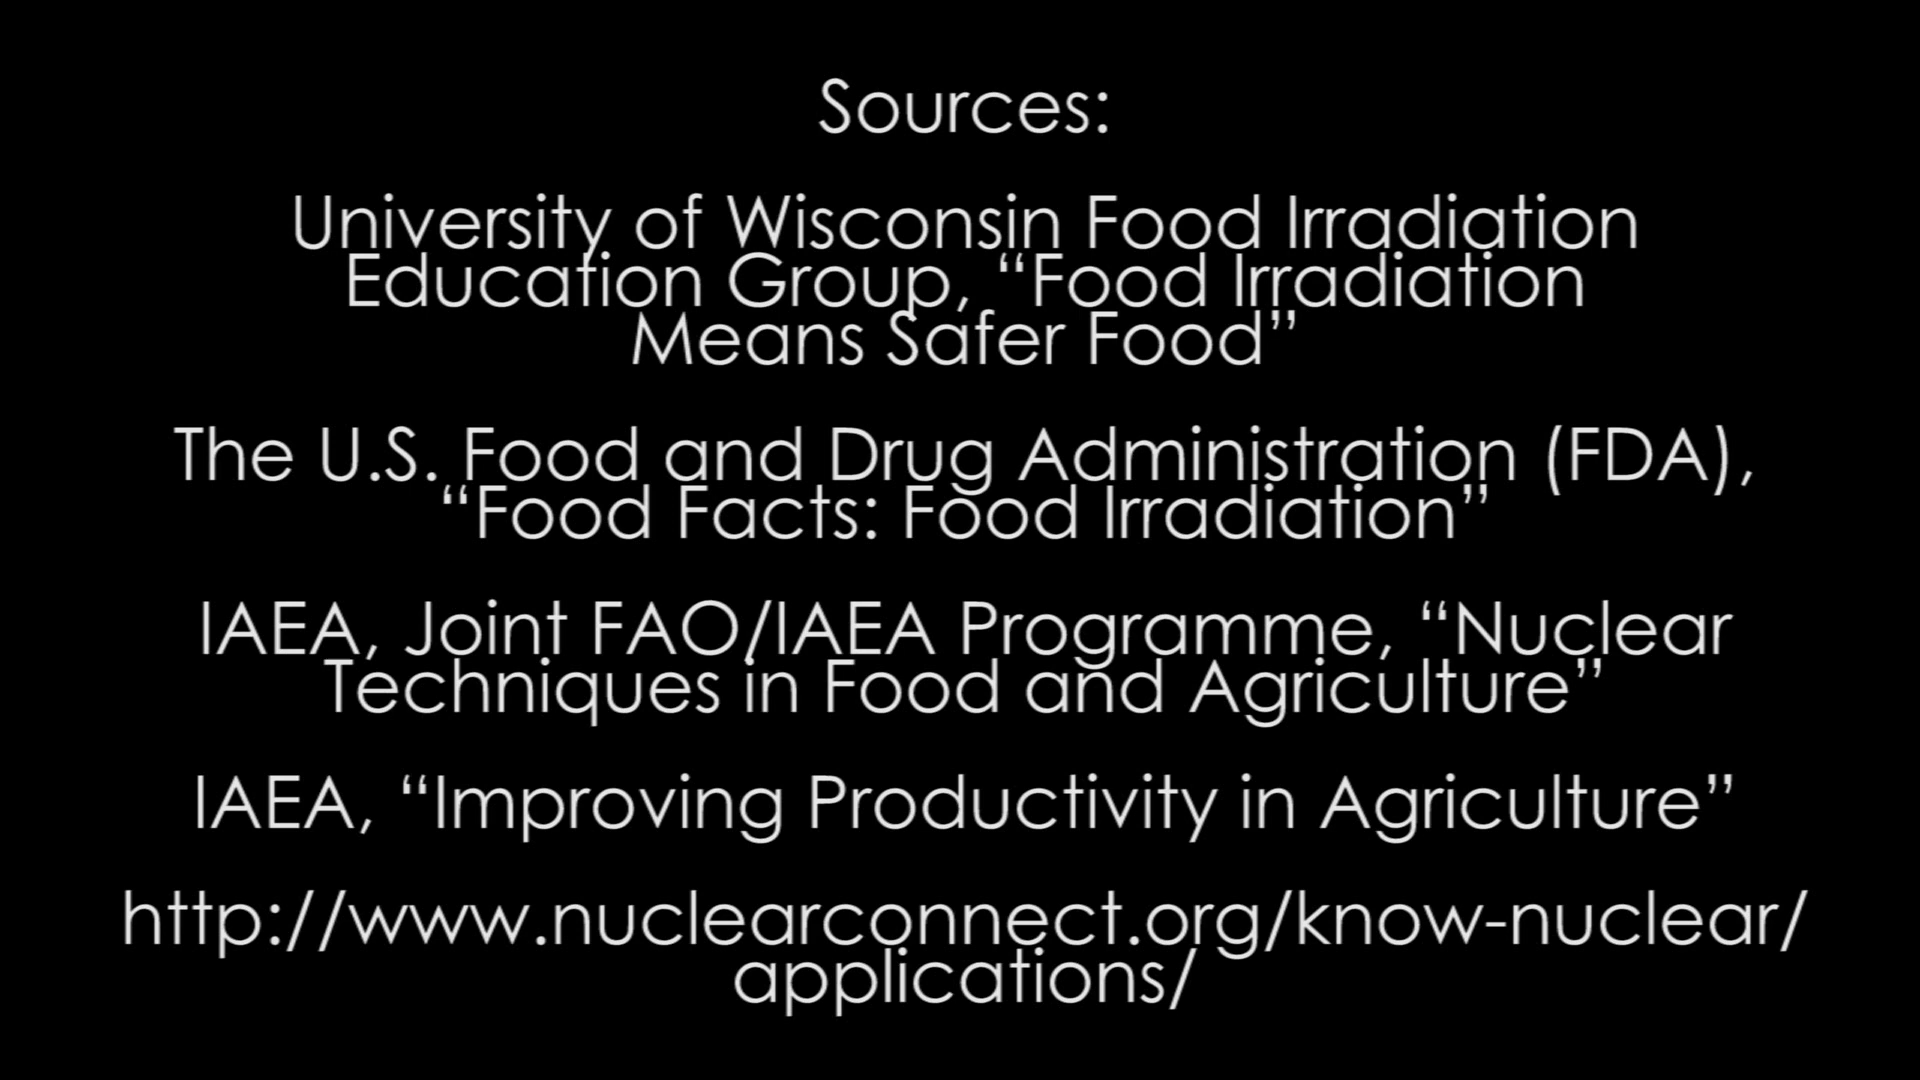 Sources:
University of Wisconsin Food Irradiation
Education Group, “Food Irradiation
Means Safer Food”
The U.S. Food and Drug Administration (FDA),
“Food Facts: Food Irradiation”
IAEA, Joint FAO/IAEA Programme, “Nuclear
Techniques in Food and Agriculture”
IAEA, “Improving Productivity in Agriculture”
http://www.nuclearconnect.org/know-nuclear/
applications/